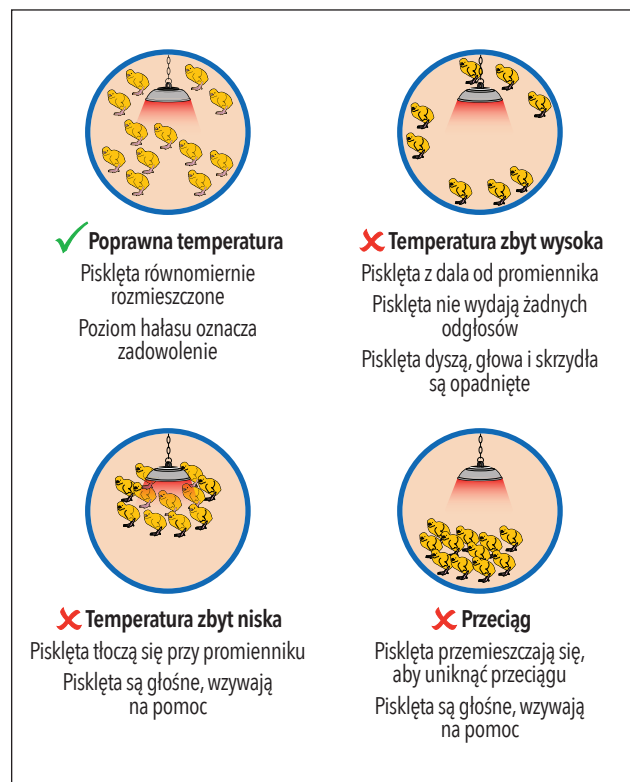 Poprawna temperatura
Pisklęta równomiernie
rozmieszczone
Poziom hałasu oznacza
zadowolenie
Temperatura zbyt wysoka
Pisklęta z dala od promiennika
Pisklęta nie wydają żadnych
odgłosów
Pisklęta dyszą, głowa i skrzydła
są opadnięte
Temperatura zbyt niska
Pisklęta tłoczą się przy promienniku
Pisklęta są głośne, wzywają
na pomoc
Przeciąg
Pisklęta przemieszczają się,
aby uniknąć przeciągu
Pisklęta są głośne, wzywają
na pomoc